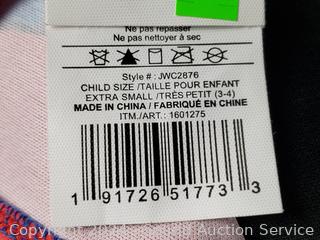 Ne pas repasser
Ne pas nettoyer à sec
Style # : JWC2876
CHILD SIZE /TAILLE POUR ENFANT
EXTRA SMALL /TRÈS PETIT (3-4)
MADE IN CHINA / FABRIQUÉ EN CHINE
ITM./ART.: 1601275
1 91726 51773 3